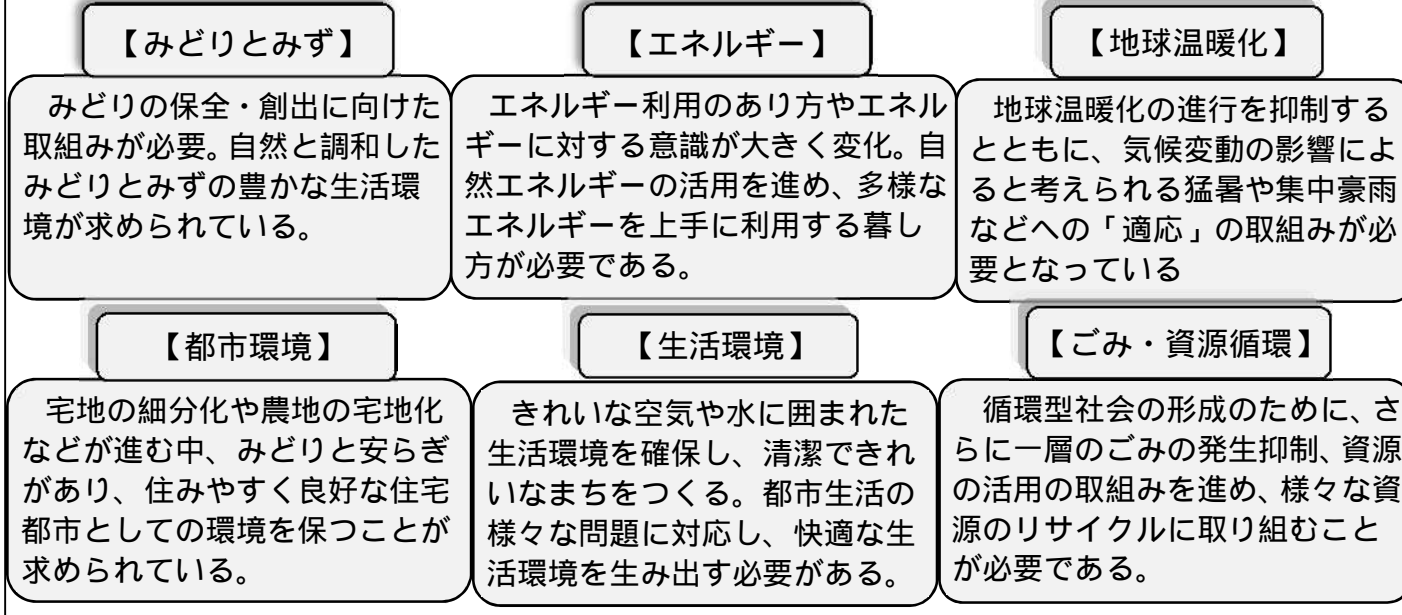 【みどりとみず】
みどりの保全・創出に向けた
取組みが必要。自然と調和した
みどりとみずの豊かな生活環
境が求められている。
【エネルギー】
エネルギー利用のあり方やエネル
ギーに対する意識が大きく変化。自
然エネルギーの活用を進め、多様な
エネルギーを上手に利用する暮し
方が必要である。
【地球温暖化】
地球温暖化の進行を抑制する
とともに、気候変動の影響によ
ると考えられる猛暑や集中豪雨
などへの「適応」の取組みが必
要となっている
【都市環境】
宅地の細分化や農地の宅地化
などが進む中、みどりと安らぎ
があり、住みやすく良好な住宅
都市としての環境を保つことが
求められている。
【生活環境】
きれいな空気や水に囲まれた
生活環境を確保し、清潔できれ
いなまちをつくる。都市生活の
様々な問題に対応し、快適な生
活環境を生み出す必要がある。
【ごみ・資源循環】
循環型社会の形成のために、さ
らに一層のごみの発生抑制、資源
の活用の取組みを進め、様々な資
源のリサイクルに取り組むこと
が必要である。